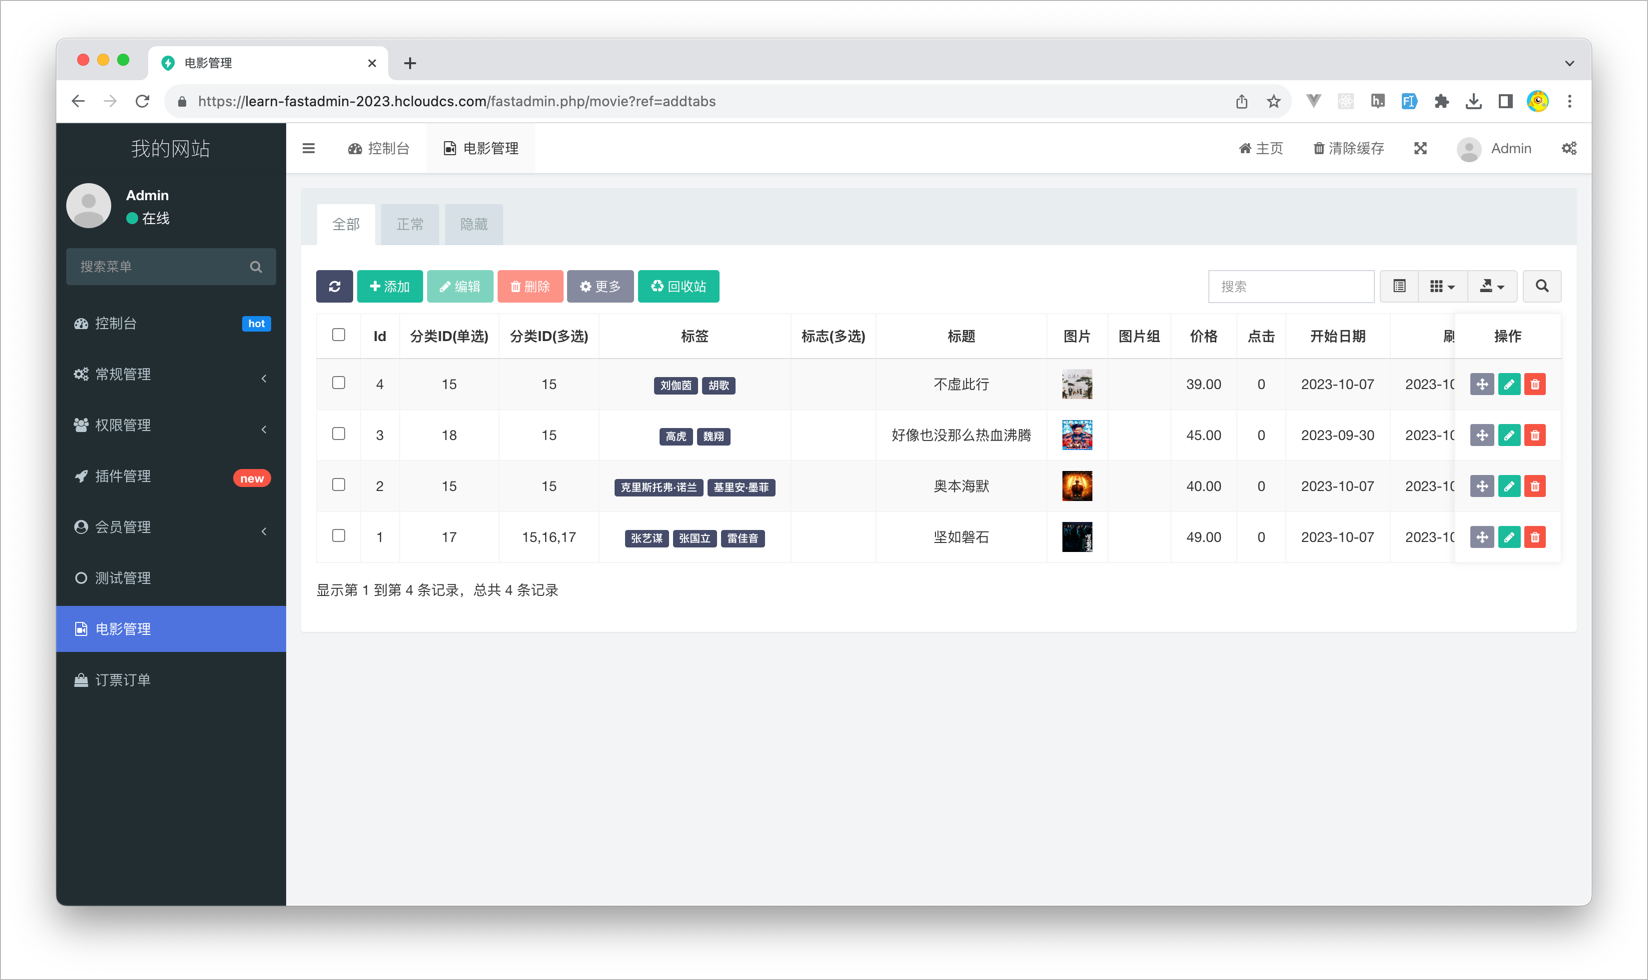 电影管理
https://learn-fastadmin-2023.hcloudcs.com/fastadmin.php/movie?ref=addtabs
我的网站
控制台 电影管理 主页 清除缓存 Admin
Admin
在线
搜索菜单
控制台 hot
常规管理
权限管理
插件管理 new
会员管理
测试管理
电影管理
订票订单
全部 正常 隐藏
添加 编辑 删除 更多 回收站 搜索
Id 分类ID(单选) 分类ID(多选) 标签 标志(多选) 标题 图片 图片组 价格 点击 开始日期 刷 操作
4 15 15 刘伽茵 胡歌 不虚此行 39.00 0 2023-10-07 2023-10
3 18 15 高虎 魏翔 好像也没那么热血沸腾 45.00 0 2023-09-30 2023-10
2 15 15 克里斯托弗·诺兰 基里安·墨菲 奥本海默 40.00 0 2023-10-07 2023-10
1 17 15,16,17 张艺谋 张国立 雷佳音 坚如磐石 49.00 0 2023-10-07 2023-10
显示第 1 到第 4 条记录，总共 4 条记录